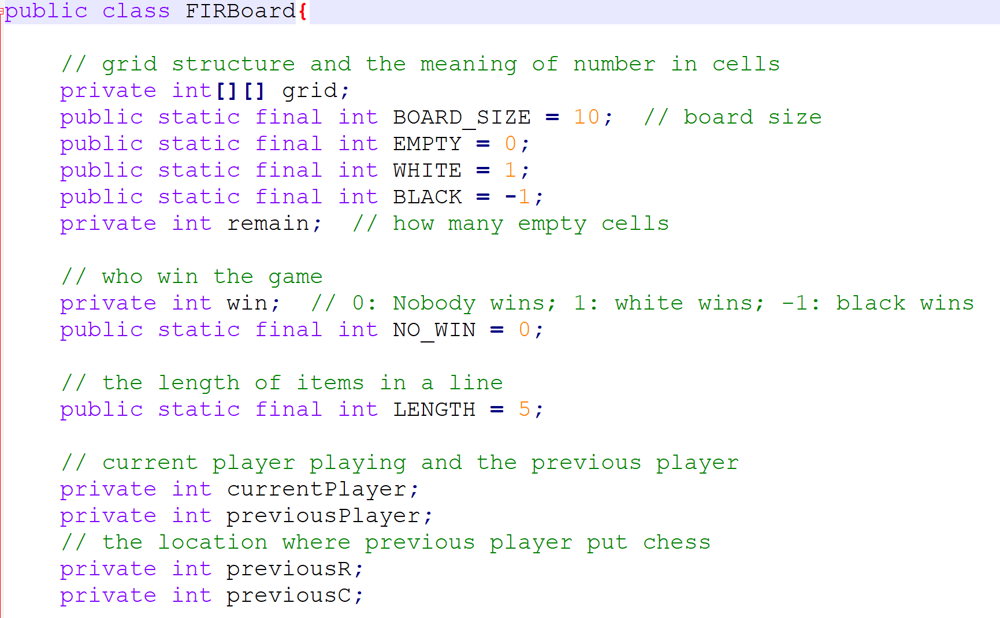 public class FIRBoard{
// grid structure and the meaning of number in cells
private int[][] grid;
public static final int BOARD_SIZE = 10;  // board size
public static final int EMPTY = 0;
public static final int WHITE = 1;
public static final int BLACK = -1;
private int remain;  // how many empty cells
// who win the game
private int win;  // 0: Nobody wins; 1: white wins; -1: black wins
public static final int NO_WIN = 0;
// the length of items in a line
public static final int LENGTH = 5;
// current player playing and the previous player
private int currentPlayer;
private int previousPlayer;
// the location where previous player put chess
private int previousR;
private int previousC;